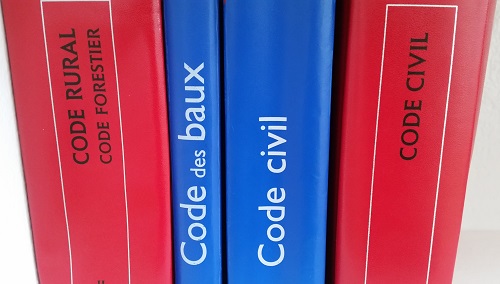 CODE RURAL
CODE FORESTIER
Code des baux
Code civil
CODE CIVIL